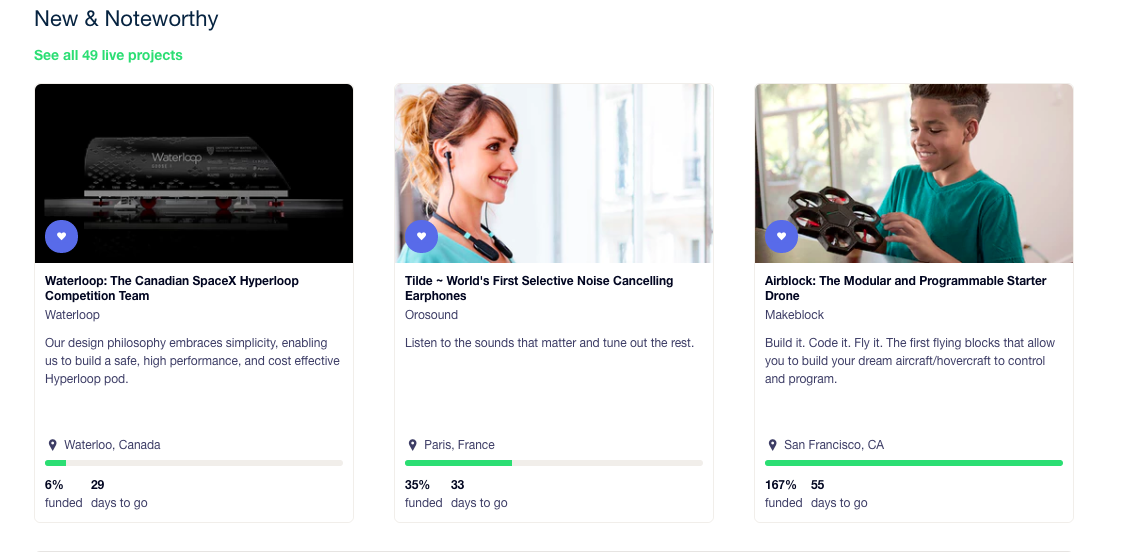 New & Noteworthy
See all 49 live projects
Waterloop
Waterloop: The Canadian SpaceX Hyperloop
Competition Team
Waterloop
Our design philosophy embraces simplicity, enabling
us to build a safe, high performance, and cost effective
Hyperloop pod.
Waterloo, Canada
6% 29
funded days to go
Tilde ~ World's First Selective Noise Cancelling
Earphones
Orosound
Listen to the sounds that matter and tune out the rest.
Paris, France
35% 33
funded days to go
Airblock: The Modular and Programmable Starter
Drone
Makeblock
Build it. Code it. Fly it. The first flying blocks that allow
you to build your dream aircraft/hovercraft to control
and program.
San Francisco, CA
167% 55
funded days to go